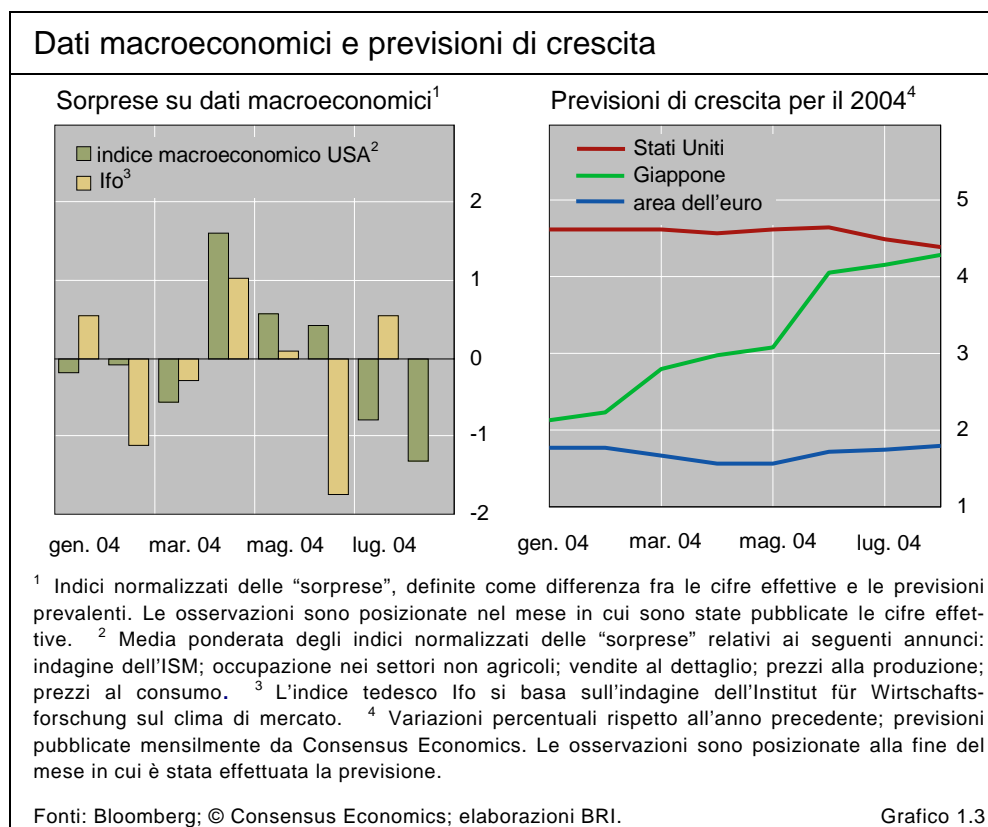 Dati macroeconomici e previsioni di crescita
Sorprese su dati macroeconomici¹
indice macroeconomico USA²
Ifo³
2
1
0
-1
-2
gen. 04 mar. 04 mag. 04 lug. 04
Previsioni di crescita per il 2004⁴
Stati Uniti
Giappone
area dell'euro
5
4
3
2
1
gen. 04 mar. 04 mag. 04 lug. 04
¹ Indici normalizzati delle “sorprese”, definite come differenza fra le cifre effettive e le previsioni
prevalenti. Le osservazioni sono posizionate nel mese in cui sono state pubblicate le cifre effet-
tive. ² Media ponderata degli indici normalizzati delle “sorprese” relativi ai seguenti annunci:
indagine dell'ISM; occupazione nei settori non agricoli; vendite al dettaglio; prezzi alla produzione;
prezzi al consumo. ³ L'indice tedesco Ifo si basa sull'indagine dell'Institut für Wirtschafts-
forschung sul clima di mercato. ⁴ Variazioni percentuali rispetto all'anno precedente; previsioni
pubblicate mensilmente da Consensus Economics. Le osservazioni sono posizionate alla fine del
mese in cui è stata effettuata la previsione.
Fonti: Bloomberg; © Consensus Economics; elaborazioni BRI. Grafico 1.3